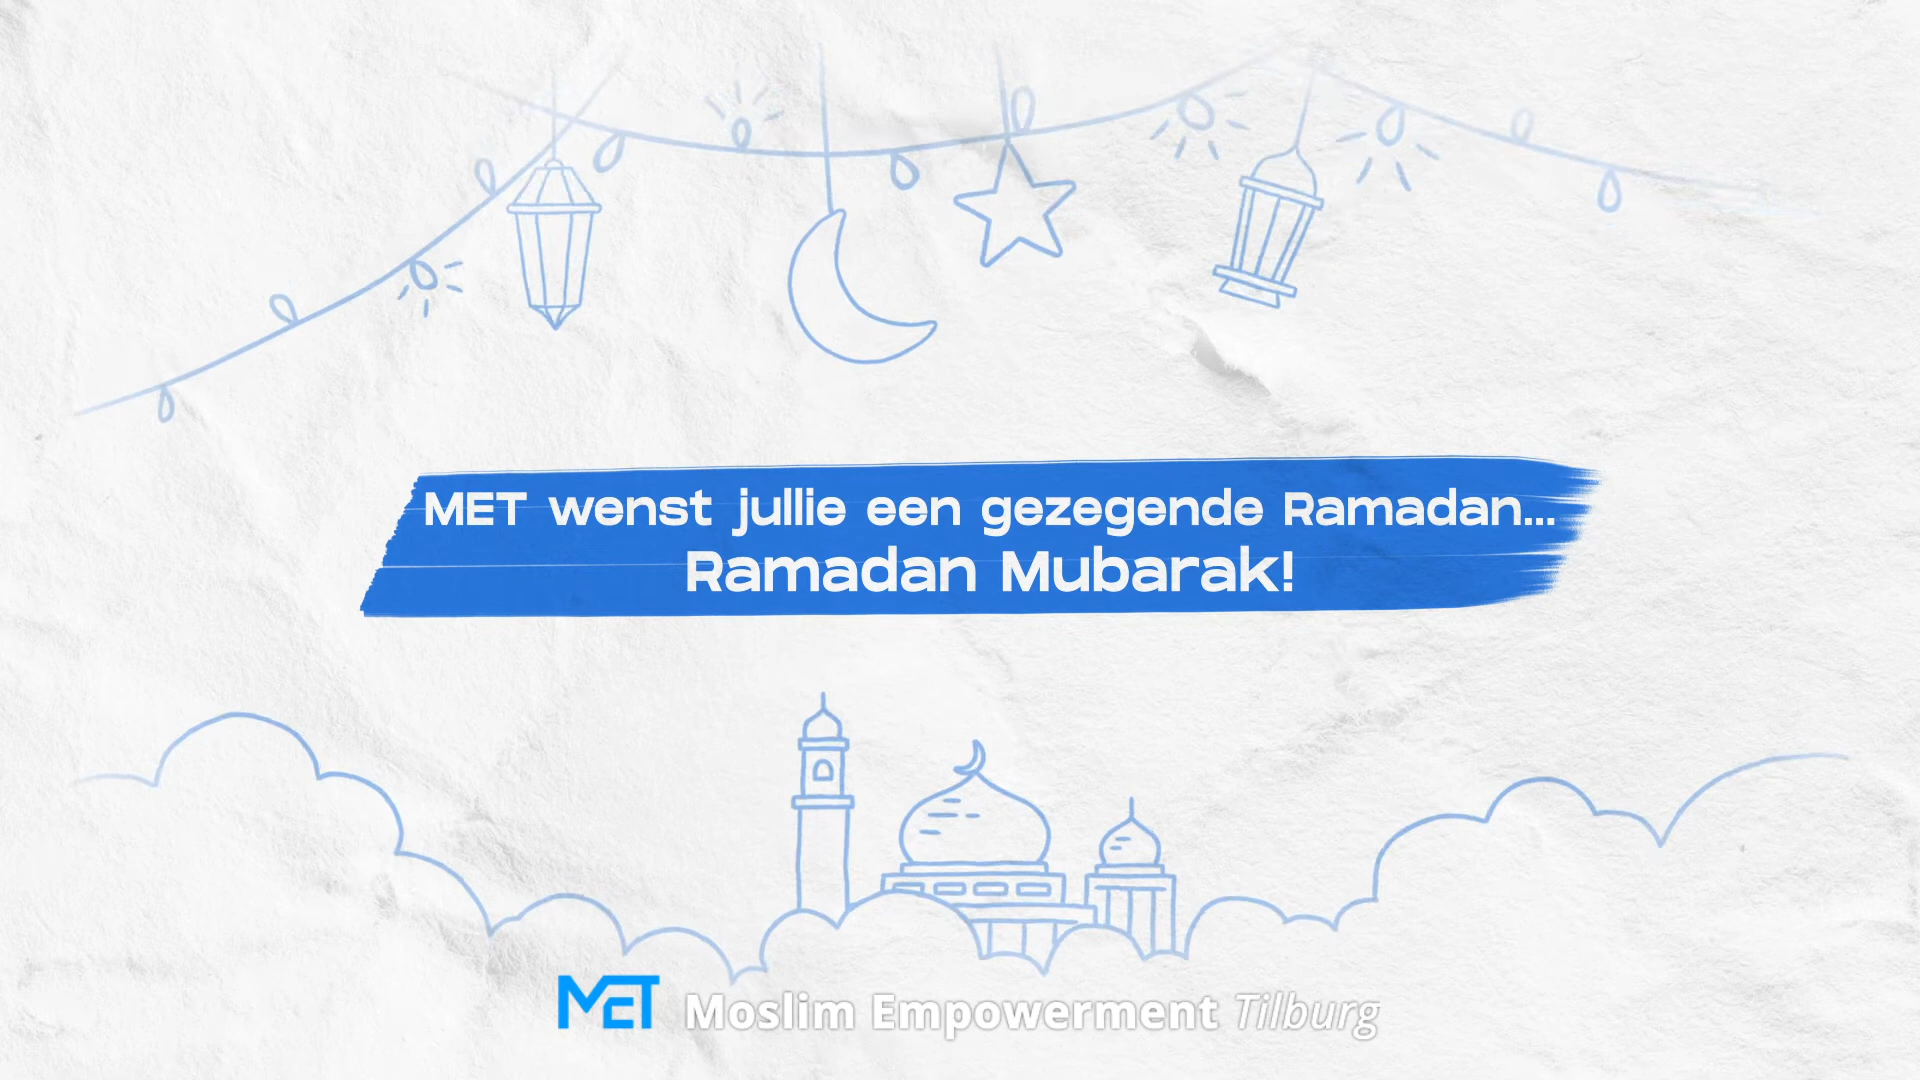 MET wenst jullie een gezegende Ramadan...
Ramadan Mubarak!
MET Moslim Empowerment Tilburg